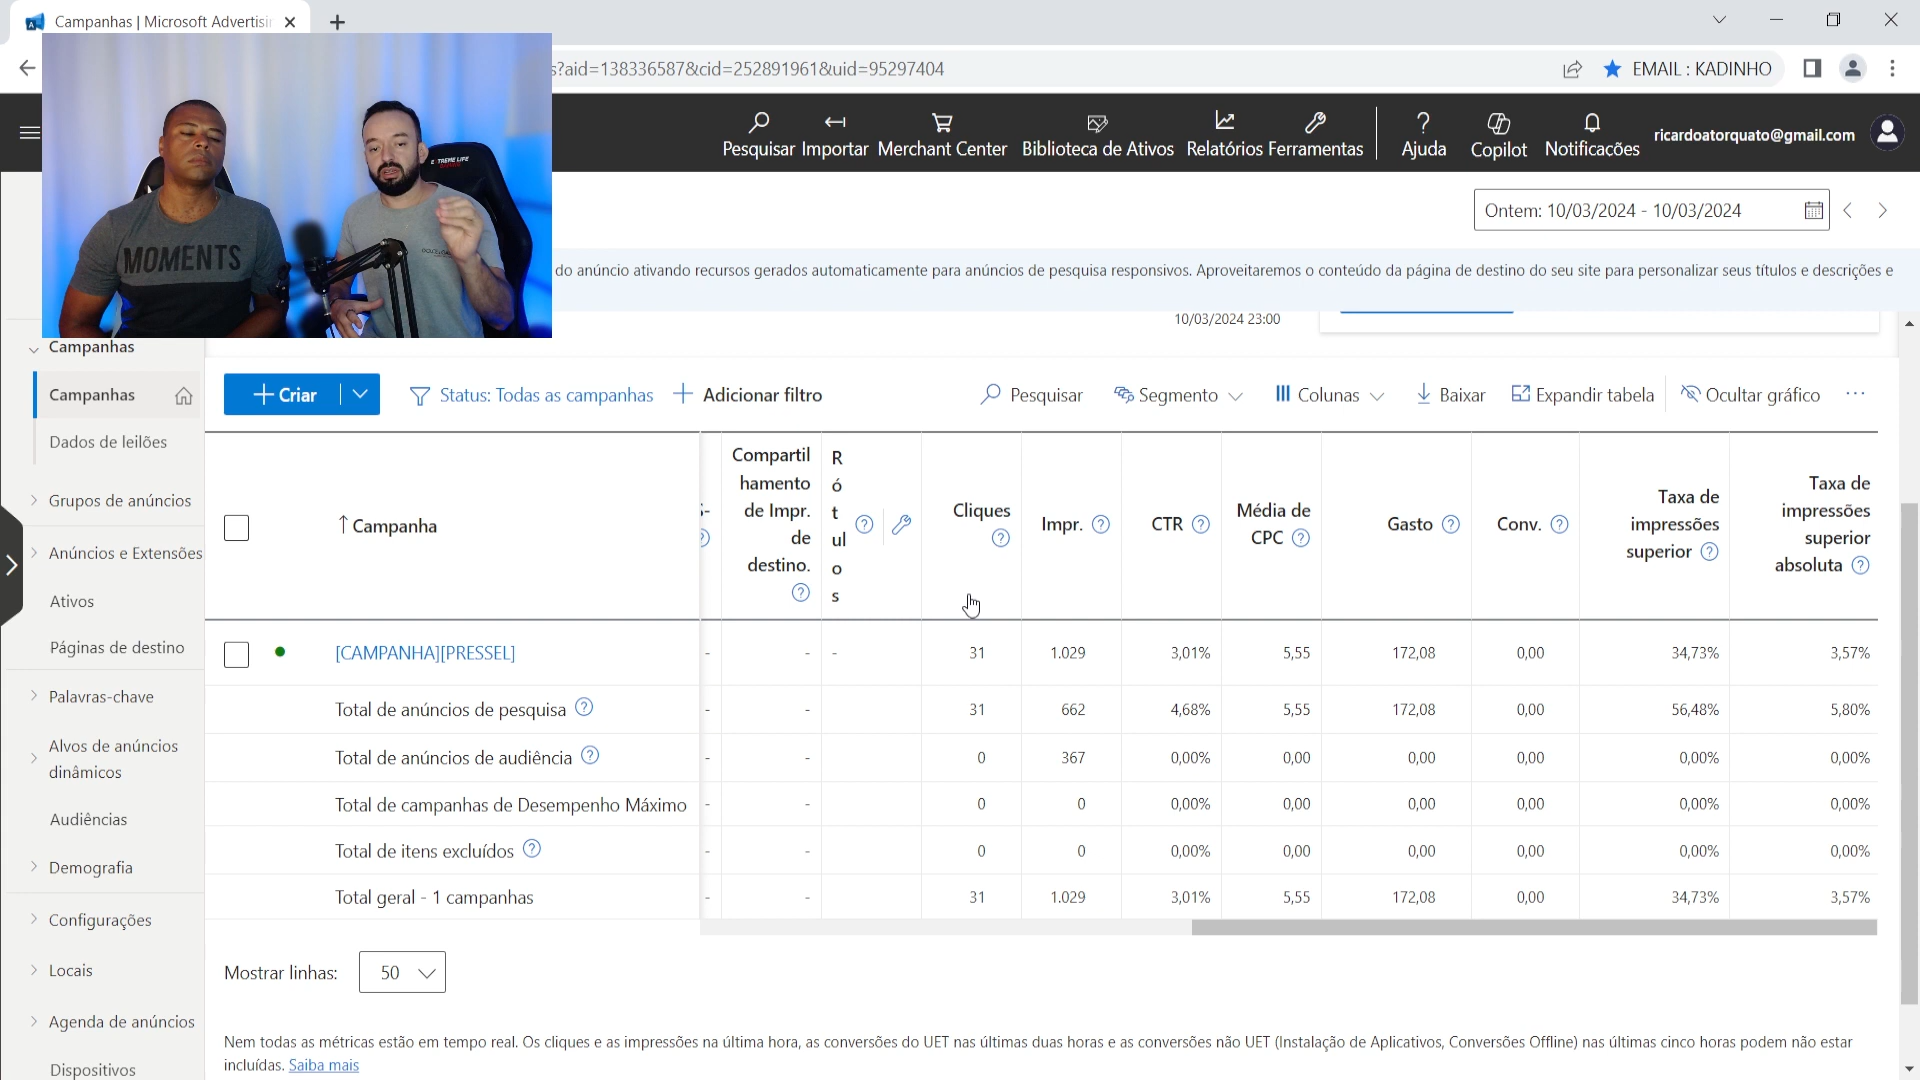 Campanhas | Microsoft Advertisin
s?aid=138336587&cid=252891961&uid=95297404
EMAIL : KADINHO
Pesquisar
Importar
Merchant Center
Biblioteca de Ativos
Relatórios
Ferramentas
Ajuda
Copilot
Notificações
ricardoatorquato@gmail.com
MOMENTS
Ontem: 10/03/2024 - 10/03/2024
do anúncio ativando recursos gerados automaticamente para anúncios de pesquisa responsivos. Aproveitaremos o conteúdo da página de destino do seu site para personalizar seus títulos e descrições e
10/03/2024 23:00
Campanhas
Campanhas
Dados de leilões
Grupos de anúncios
Anúncios e Extensões
Ativos
Páginas de destino
Palavras-chave
Alvos de anúncios
dinâmicos
Audiências
Demografia
Configurações
Locais
Agenda de anúncios
Dispositivos
Criar
Status: Todas as campanhas
Adicionar filtro
Pesquisar
Segmento
Colunas
Baixar
Expandir tabela
Ocultar gráfico
...
↑ Campanha
Compartil
hamento
de Impr.
de
destino.
R
ó
t
ul
o
s
Cliques
Impr.
CTR
Média de
CPC
Gasto
Conv.
Taxa de
impressões
superior
Taxa de
impressões
superior
absoluta
[CAMPANHA][PRESSEL] - - - 31 1.029 3,01% 5,55 172,08 0,00 34,73% 3,57%
Total de anúncios de pesquisa - - 31 662 4,68% 5,55 172,08 0,00 56,48% 5,80%
Total de anúncios de audiência - - 0 367 0,00% 0,00 0,00 0,00 0,00% 0,00%
Total de campanhas de Desempenho Máximo - - 0 0 0,00% 0,00 0,00 0,00 0,00% 0,00%
Total de itens excluídos - - 0 0 0,00% 0,00 0,00 0,00 0,00% 0,00%
Total geral - 1 campanhas - - 31 1.029 3,01% 5,55 172,08 0,00 34,73% 3,57%
Mostrar linhas: 50
Nem todas as métricas estão em tempo real. Os cliques e as impressões na última hora, as conversões do UET nas últimas duas horas e as conversões não UET (Instalação de Aplicativos, Conversões Offline) nas últimas cinco horas podem não estar
incluídas. Saiba mais